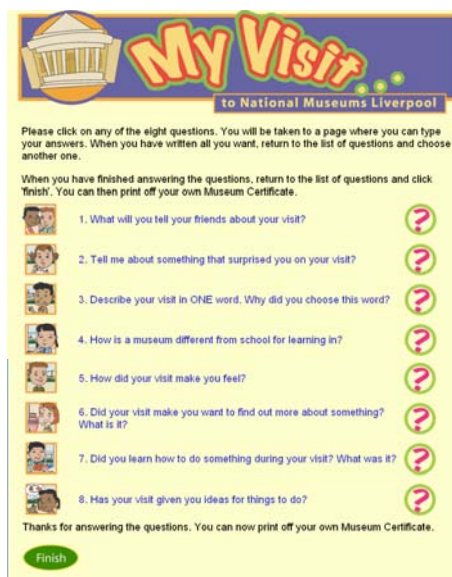 My Visit...
to National Museums Liverpool
Please click on any of the eight questions. You will be taken to a page where you can type
your answers. When you have written all you want, return to the list of questions and choose
another one.
When you have finished answering the questions, return to the list of questions and click
'finish'. You can then print off your own Museum Certificate.
1. What will you tell your friends about your visit?
?
2. Tell me about something that surprised you on your visit?
?
3. Describe your visit in ONE word. Why did you choose this word?
?
4. How is a museum different from school for learning in?
?
5. How did your visit make you feel?
?
6. Did your visit make you want to find out more about something?
What is it?
?
7. Did you learn how to do something during your visit? What was it?
?
8. Has your visit given you ideas for things to do?
?
Thanks for answering the questions. You can now print off your own Museum Certificate.
Finish